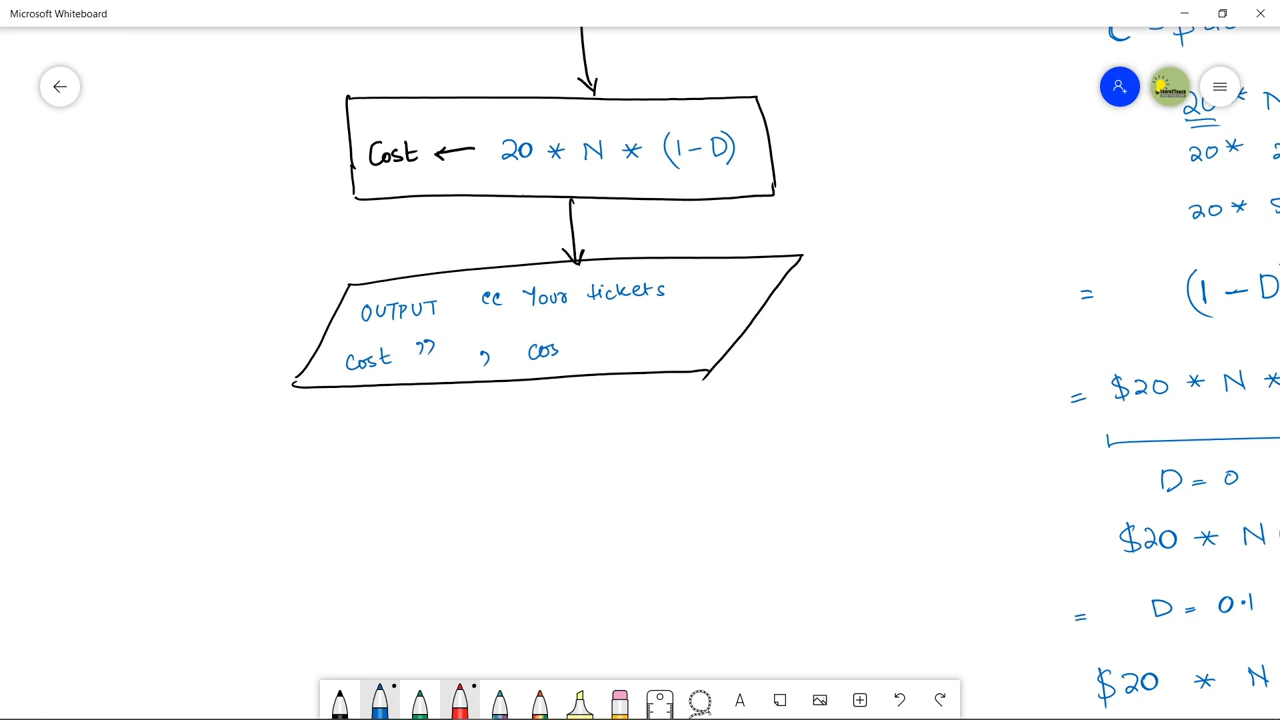 Microsoft Whiteboard
Cost ← 20 * N * (1 - D)
OUTPUT “ Your tickets
Cost ” , cos
20 * N
20 *
20 *
= (1 - D
= $20 * N *
D = 0
$20 * N
= D = 0.1
$20 * N
A